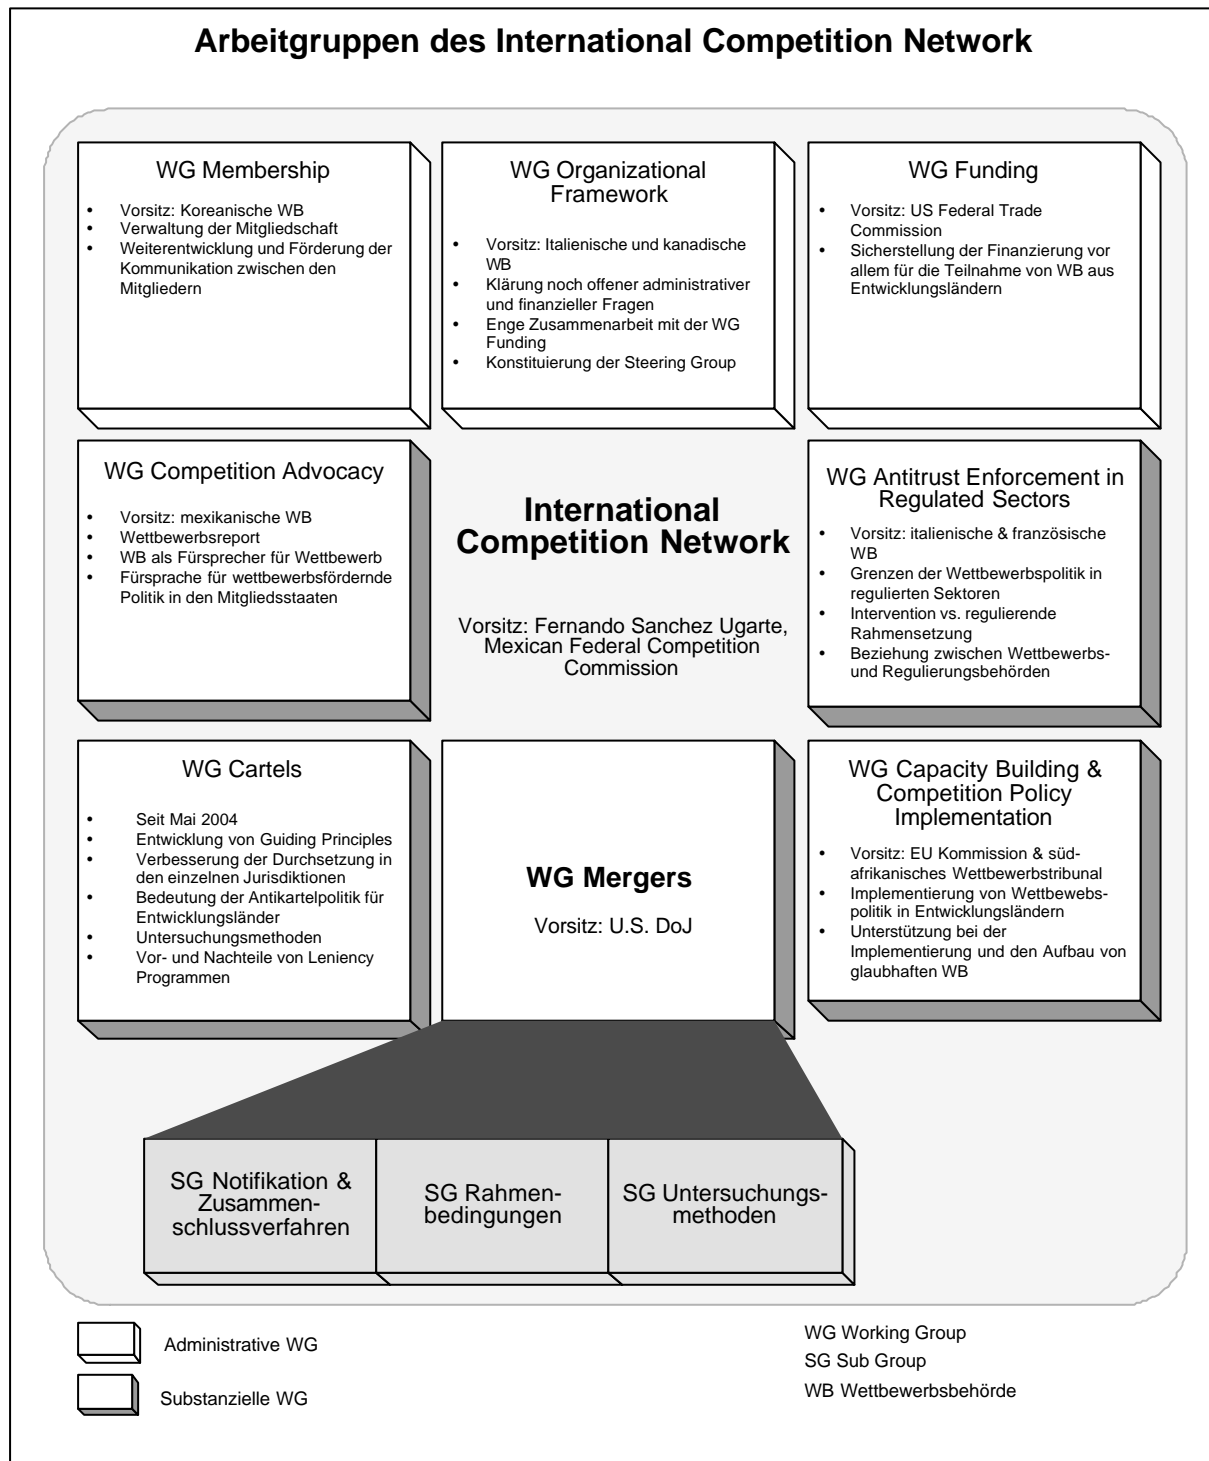 Arbeitgruppen des International Competition Network
WG Membership
• Vorsitz: Koreanische WB
• Verwaltung der Mitgliedschaft
• Weiterentwicklung und Förderung der
Kommunikation zwischen den
Mitgliedern
WG Organizational
Framework
• Vorsitz: Italienische und kanadische
WB
• Klärung noch offener administrativer
und finanzieller Fragen
• Enge Zusammenarbeit mit der WG
Funding
• Konstituierung der Steering Group
WG Funding
• Vorsitz: US Federal Trade
Commission
• Sicherstellung der Finanzierung vor
allem für die Teilnahme von WB aus
Entwicklungsländern
WG Competition Advocacy
• Vorsitz: mexikanische WB
• Wettbewerbsreport
• WB als Fürsprecher für Wettbewerb
• Fürsprache für wettbewerbsfördernde
Politik in den Mitgliedsstaaten
International
Competition Network
Vorsitz: Fernando Sanchez Ugarte,
Mexican Federal Competition
Commission
WG Antitrust Enforcement in
Regulated Sectors
• Vorsitz: italienische & französische
WB
• Grenzen der Wettbewerbspolitik in
regulierten Sektoren
• Intervention vs. regulierende
Rahmensetzung
• Beziehung zwischen Wettbewerbs-
und Regulierungsbehörden
WG Cartels
• Seit Mai 2004
• Entwicklung von Guiding Principles
• Verbesserung der Durchsetzung in
den einzelnen Jurisdiktionen
• Bedeutung der Antikartelpolitik für
Entwicklungsländer
• Untersuchungsmethoden
• Vor- und Nachteile von Leniency
Programmen
WG Mergers
Vorsitz: U.S. DoJ
WG Capacity Building &
Competition Policy
Implementation
• Vorsitz: EU Kommission & süd-
afrikanisches Wettbewerbstribunal
• Implementierung von Wettbewebs-
politik in Entwicklungsländern
• Unterstützung bei der
Implementierung und den Aufbau von
glaubhaften WB
SG Notifikation &
Zusammen-
schlussverfahren
SG Rahmen-
bedingungen
SG Untersuchungs-
methoden
Administrative WG
Substanzielle WG
WG Working Group
SG Sub Group
WB Wettbewerbsbehörde